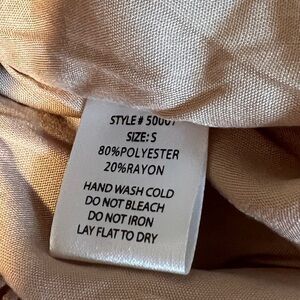 STYLE # 50001
SIZE: S
80%POLYESTER
20%RAYON
HAND WASH COLD
DO NOT BLEACH
DO NOT IRON
LAY FLAT TO DRY